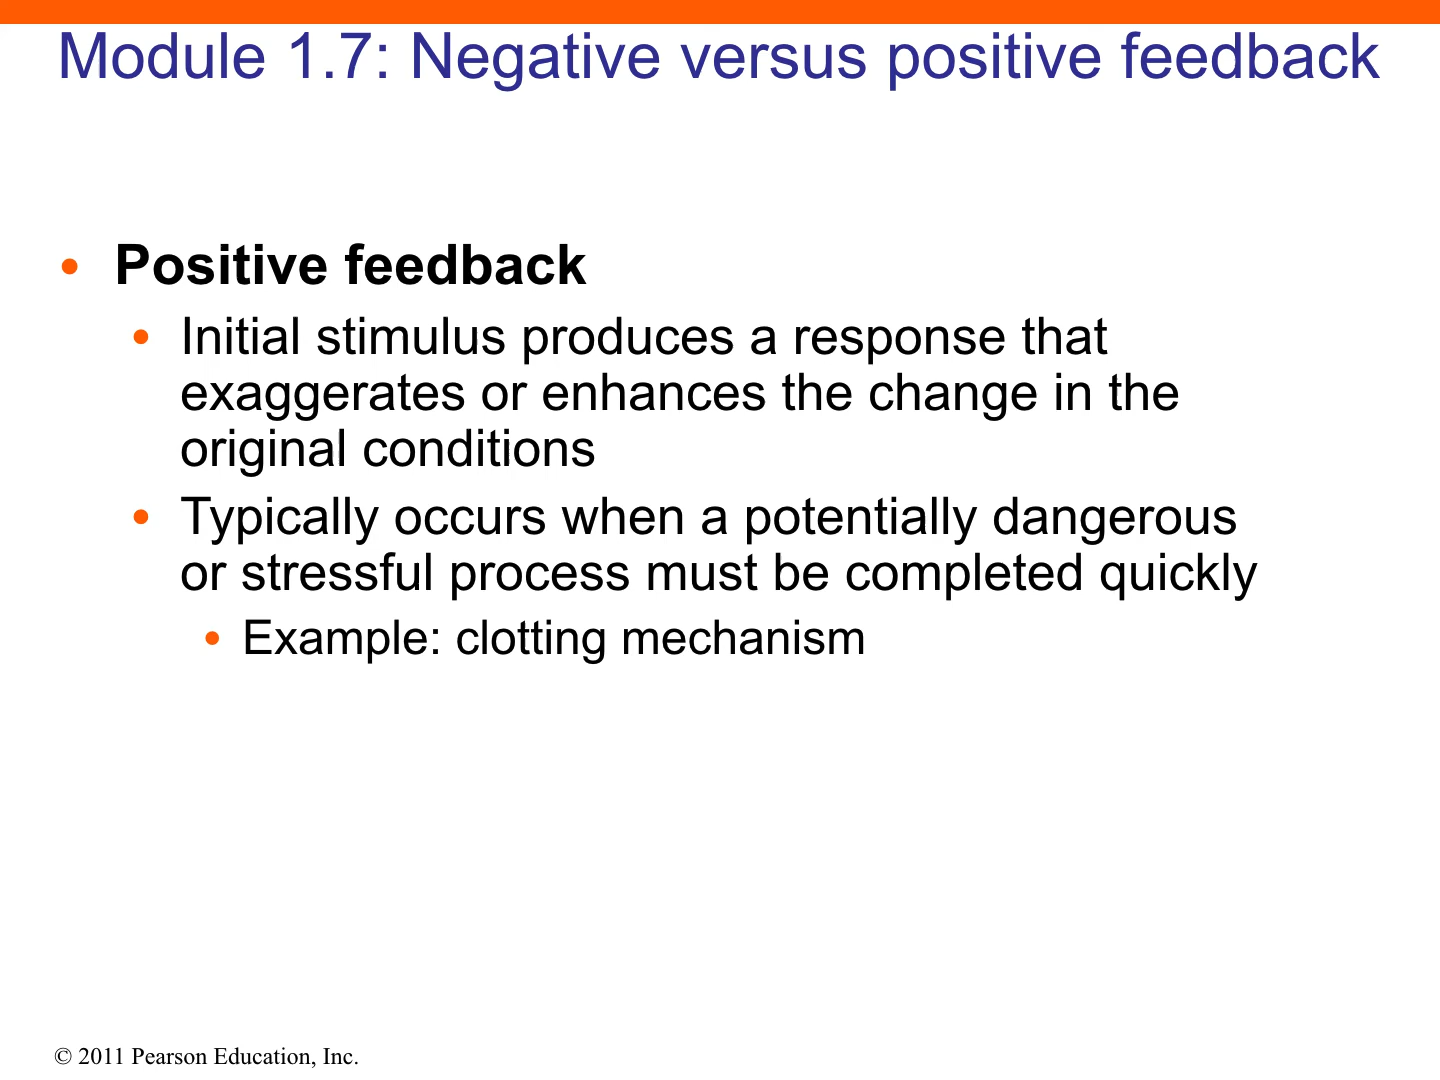 Module 1.7: Negative versus positive feedback
• Positive feedback
• Initial stimulus produces a response that
exaggerates or enhances the change in the
original conditions
• Typically occurs when a potentially dangerous
or stressful process must be completed quickly
• Example: clotting mechanism
© 2011 Pearson Education, Inc.